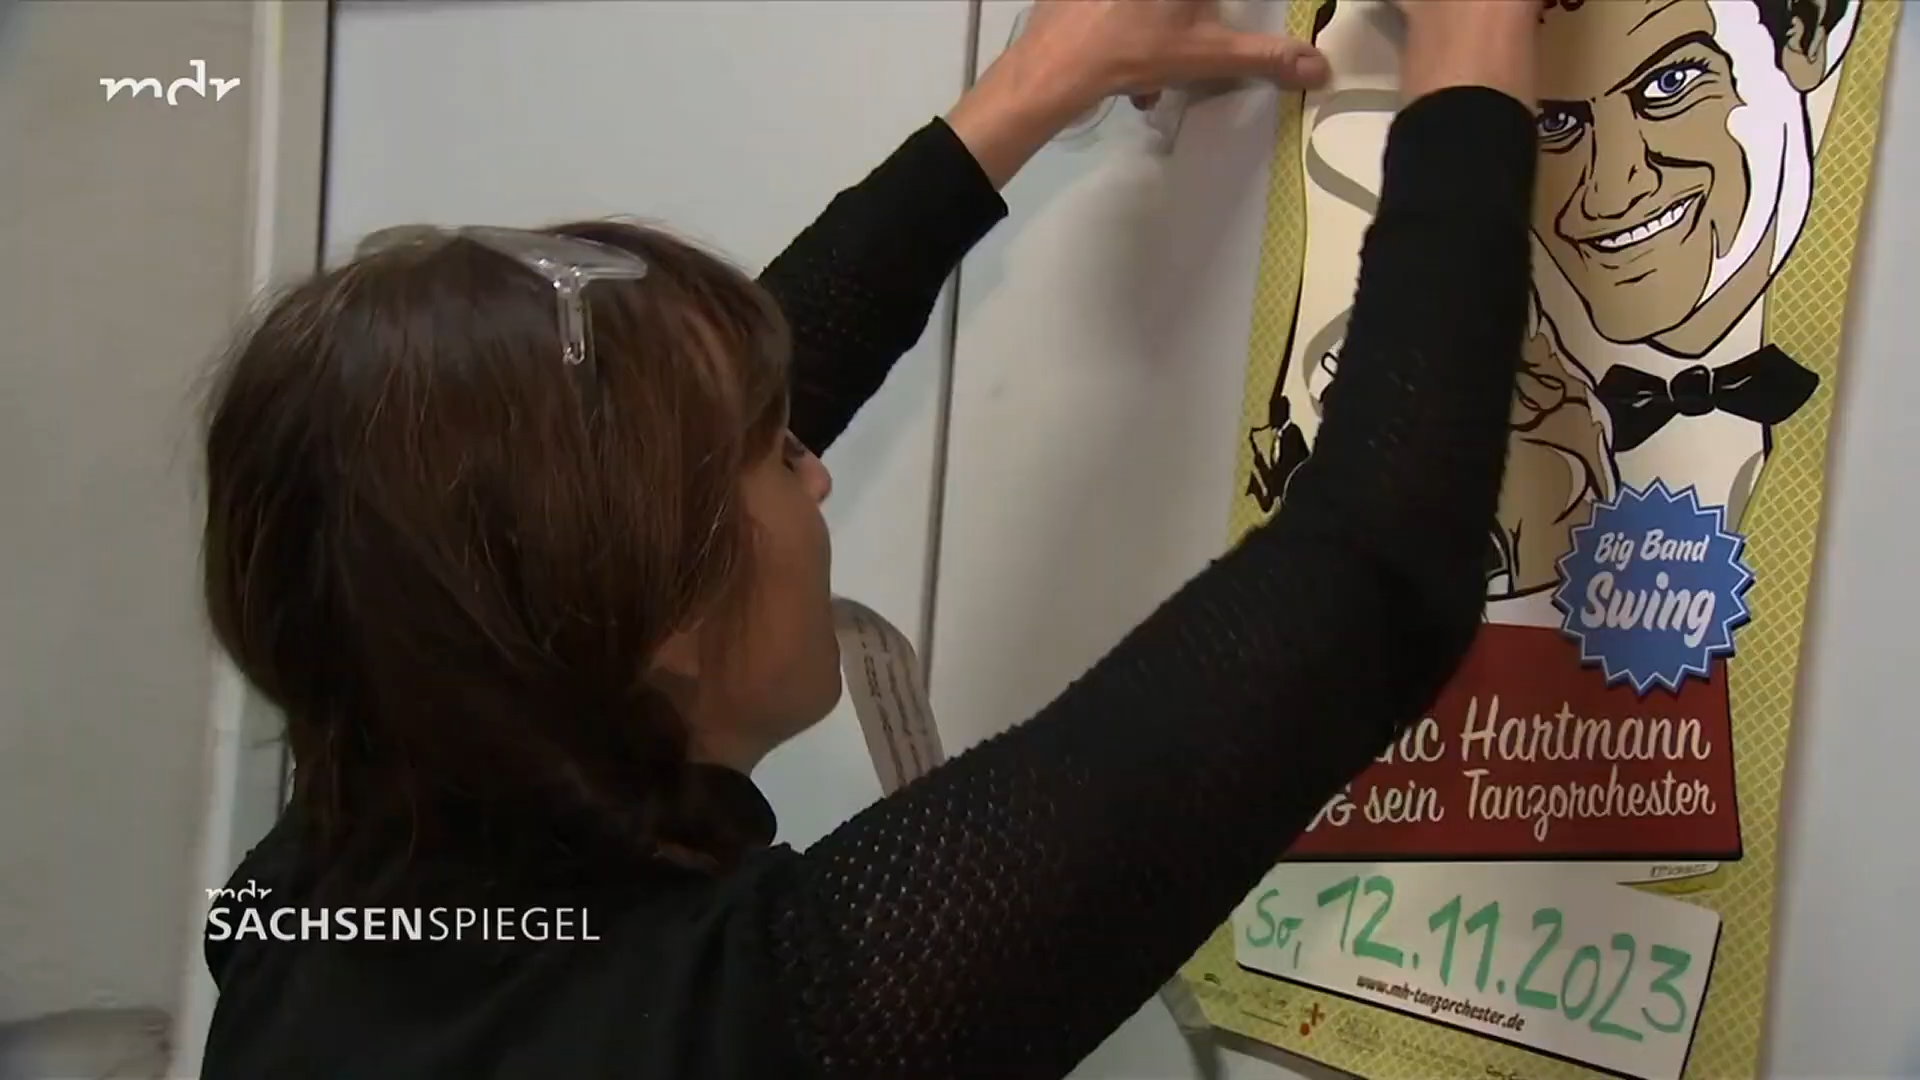 mdr
Big Band
Swing
Hartmann
& sein Tanzorchester
So, 12.11.2023
www.mh-tanzorchester.de
mdr
SACHSENSPIEGEL